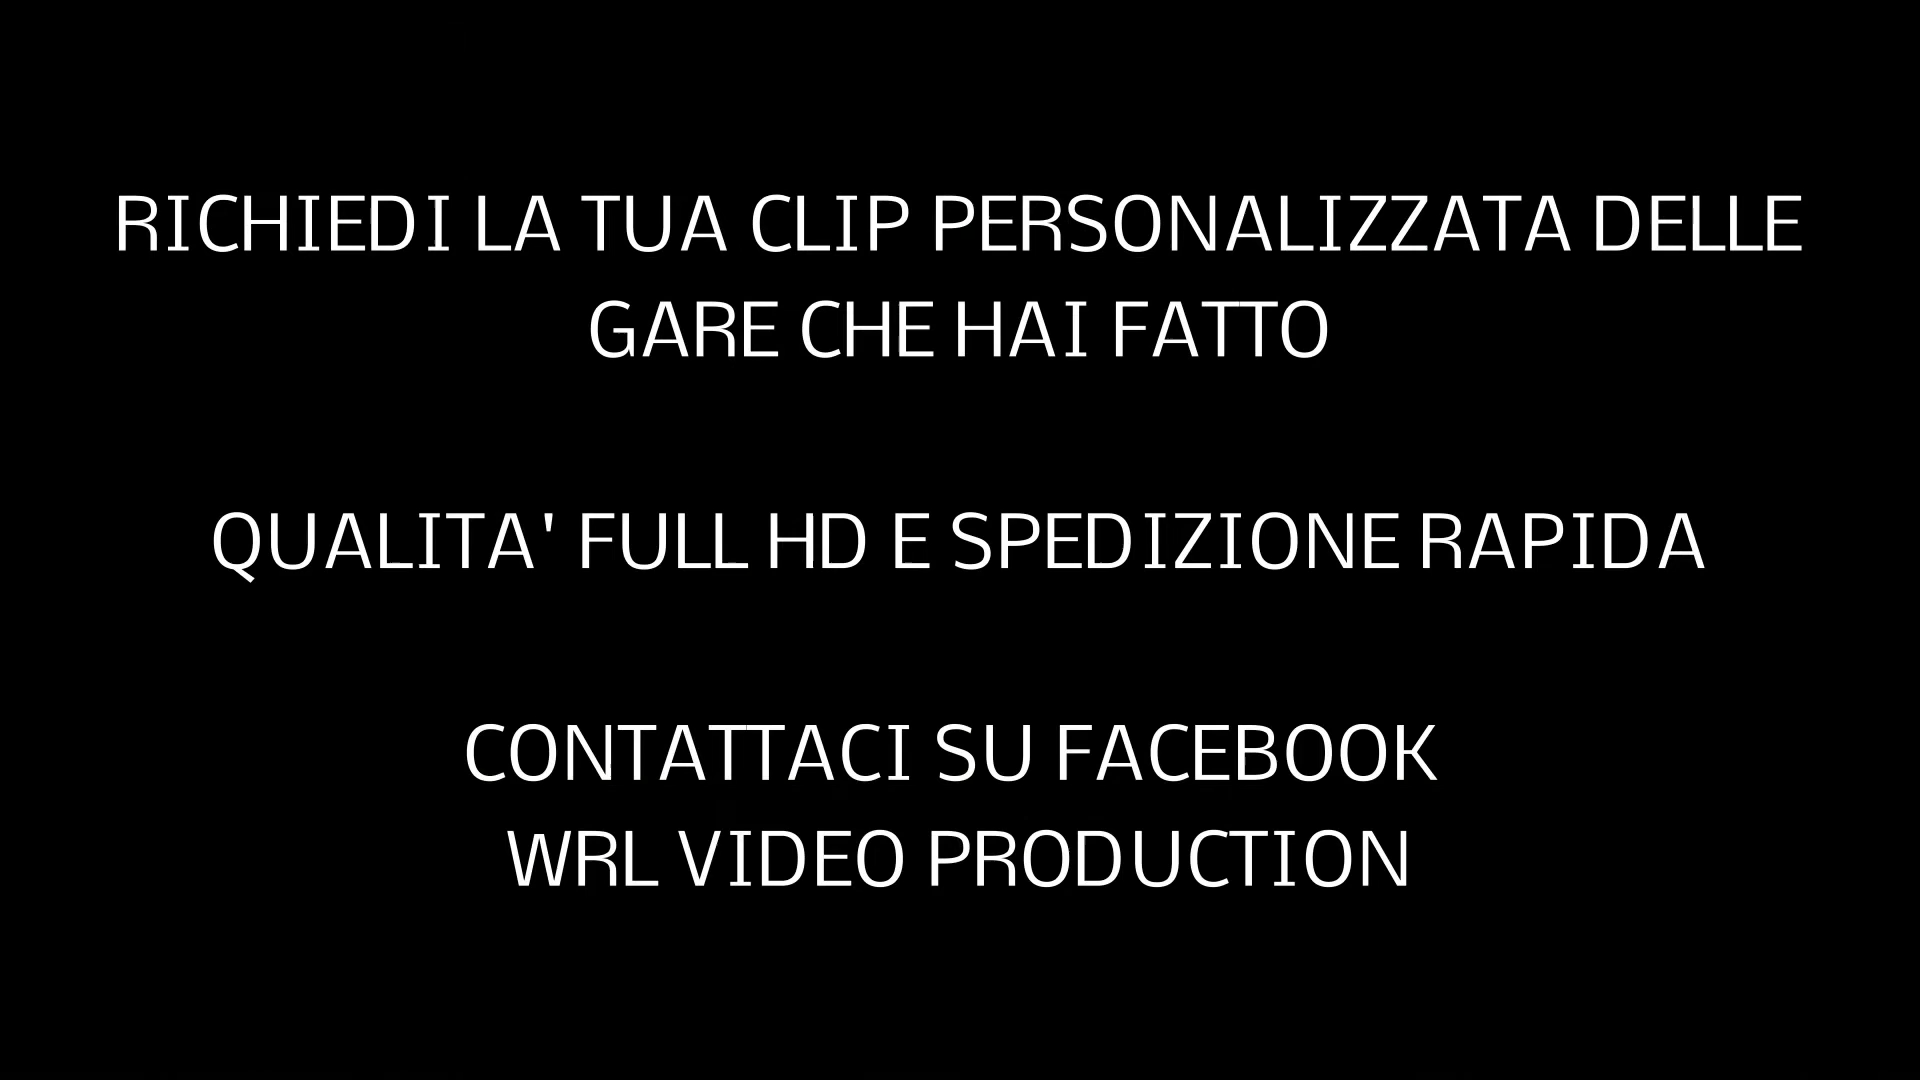 RICHIEDI LA TUA CLIP PERSONALIZZATA DELLE
GARE CHE HAI FATTO
QUALITA' FULL HD E SPEDIZIONE RAPIDA
CONTATTACI SU FACEBOOK
WRL VIDEO PRODUCTION